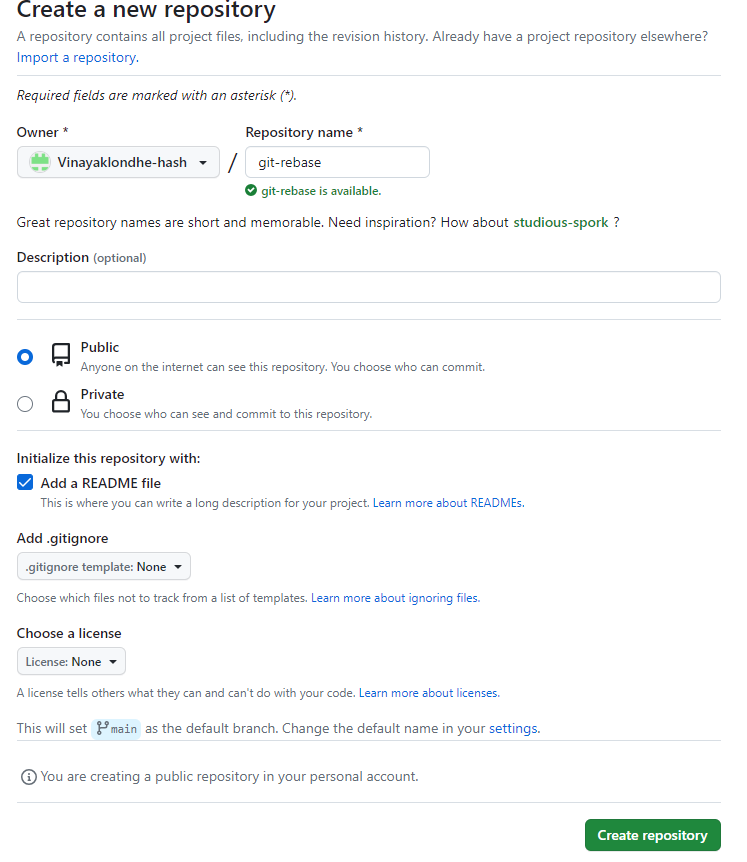 Create a new repository
A repository contains all project files, including the revision history. Already have a project repository elsewhere?
Import a repository.
Required fields are marked with an asterisk (*).
Owner * Repository name *
Vinayaklondhe-hash / git-rebase
git-rebase is available.
Great repository names are short and memorable. Need inspiration? How about studious-spork ?
Description (optional)
Public
Anyone on the internet can see this repository. You choose who can commit.
Private
You choose who can see and commit to this repository.
Initialize this repository with:
Add a README file
This is where you can write a long description for your project. Learn more about READMEs.
Add .gitignore
.gitignore template: None
Choose which files not to track from a list of templates. Learn more about ignoring files.
Choose a license
License: None
A license tells others what they can and can't do with your code. Learn more about licenses.
This will set main as the default branch. Change the default name in your settings.
You are creating a public repository in your personal account.
Create repository